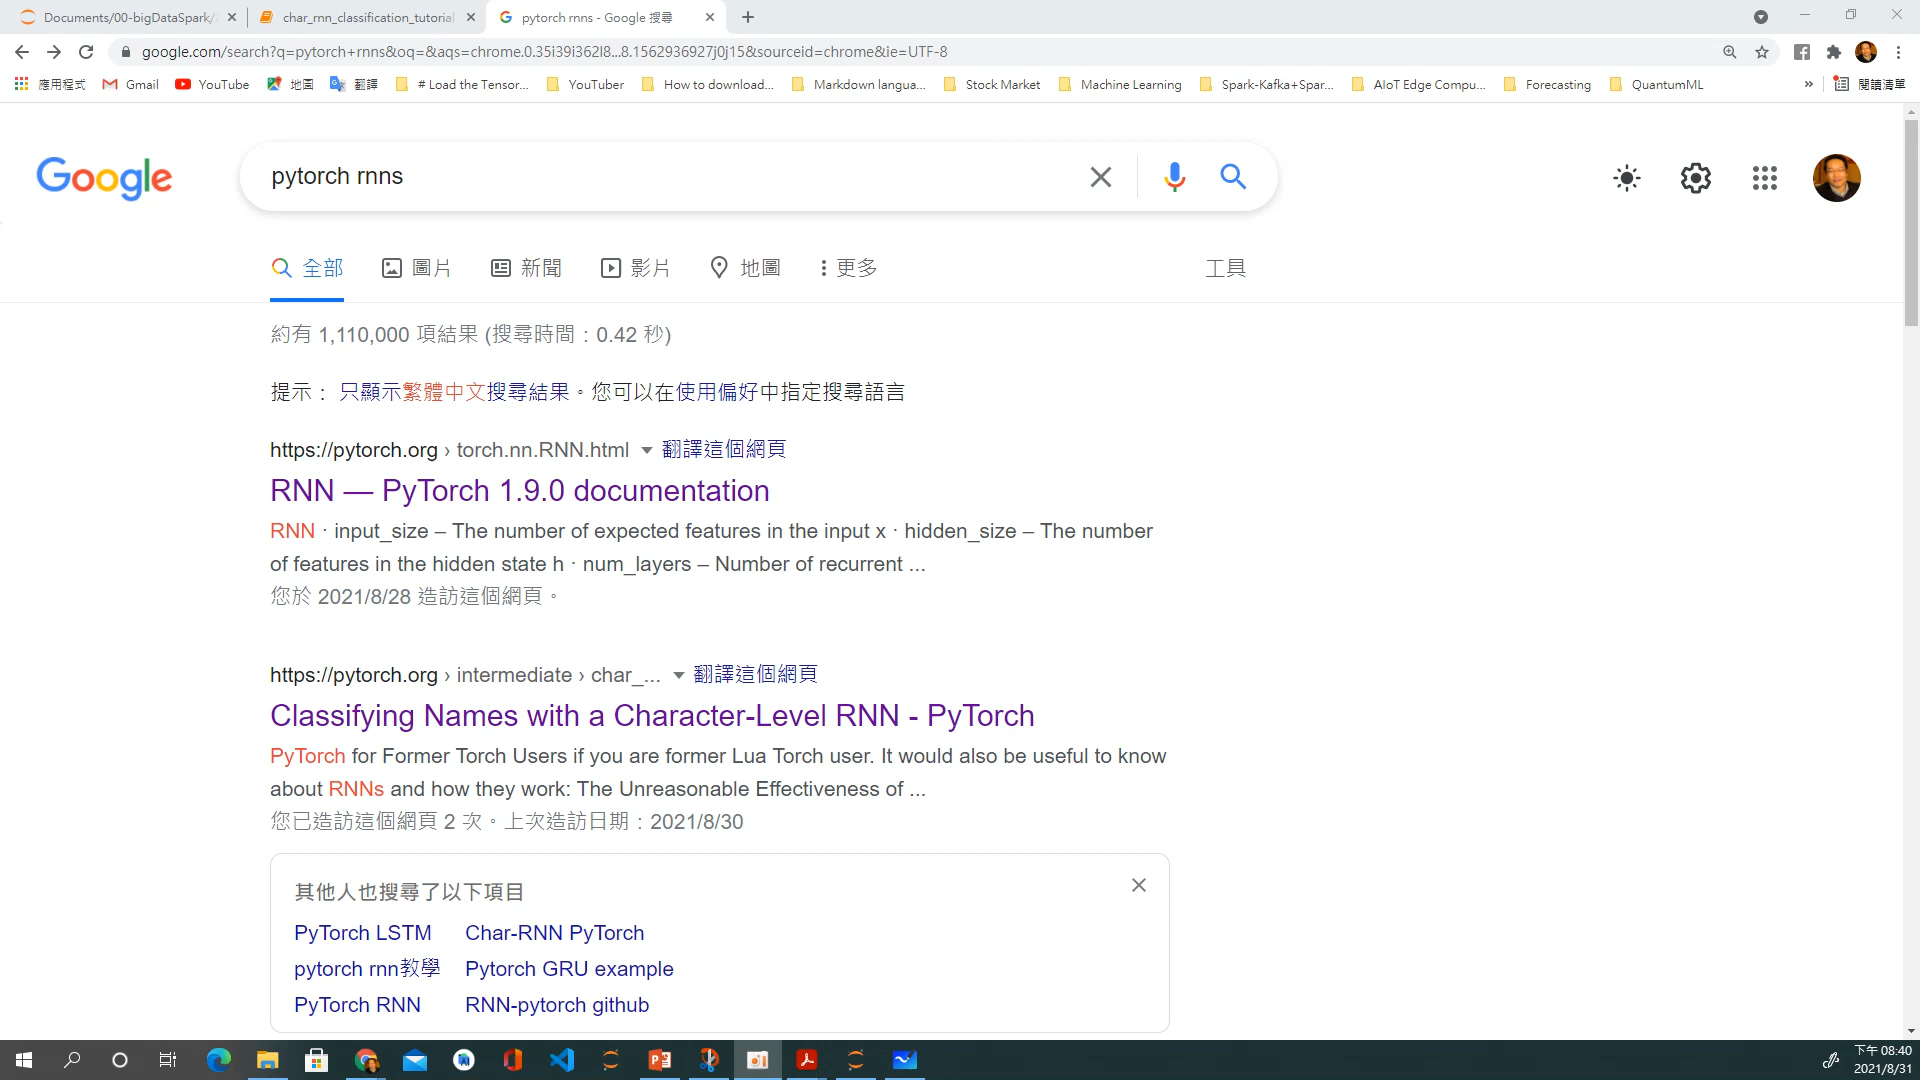 Documents/00-bigDataSpark/2
char_rnn_classification_tutorial
pytorch rnns - Google 搜尋
google.com/search?q=pytorch+rnns&oq=&aqs=chrome.0.35i39i362l8...8.1562936927j0j15&sourceid=chrome&ie=UTF-8
應用程式 Gmail YouTube 地圖 翻譯 # Load the Tensor... YouTuber How to download... Markdown langua... Stock Market Machine Learning Spark-Kafka+Spar... AIoT Edge Compu... Forecasting QuantumML » 閱讀清單
Google
pytorch rnns
全部 圖片 新聞 影片 地圖 更多 工具
約有 1,110,000 項結果 (搜尋時間：0.42 秒)
提示： 只顯示繁體中文搜尋結果。您可以在使用偏好中指定搜尋語言
https://pytorch.org › torch.nn.RNN.html 翻譯這個網頁
RNN — PyTorch 1.9.0 documentation
RNN · input_size – The number of expected features in the input x · hidden_size – The number
of features in the hidden state h · num_layers – Number of recurrent ...
您於 2021/8/28 造訪這個網頁。
https://pytorch.org › intermediate › char_... 翻譯這個網頁
Classifying Names with a Character-Level RNN - PyTorch
PyTorch for Former Torch Users if you are former Lua Torch user. It would also be useful to know
about RNNs and how they work: The Unreasonable Effectiveness of ...
您已造訪這個網頁 2 次。上次造訪日期：2021/8/30
其他人也搜尋了以下項目
PyTorch LSTM Char-RNN PyTorch
pytorch rnn教學 Pytorch GRU example
PyTorch RNN RNN-pytorch github
下午 08:40
2021/8/31